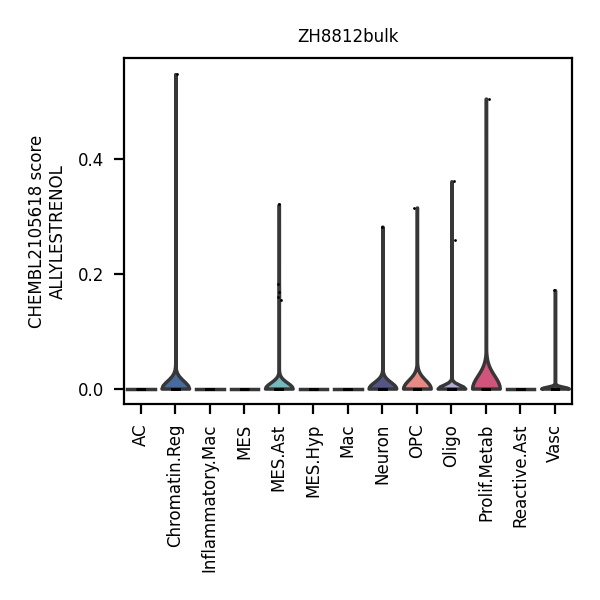 ZH8812bulk
CHEMBL2105618 score
ALLYLESTRENOL
0.4
0.2
0.0
AC
Chromatin.Reg
Inflammatory.Mac
MES
MES.Ast
MES.Hyp
Mac
Neuron
OPC
Oligo
Prolif.Metab
Reactive.Ast
Vasc